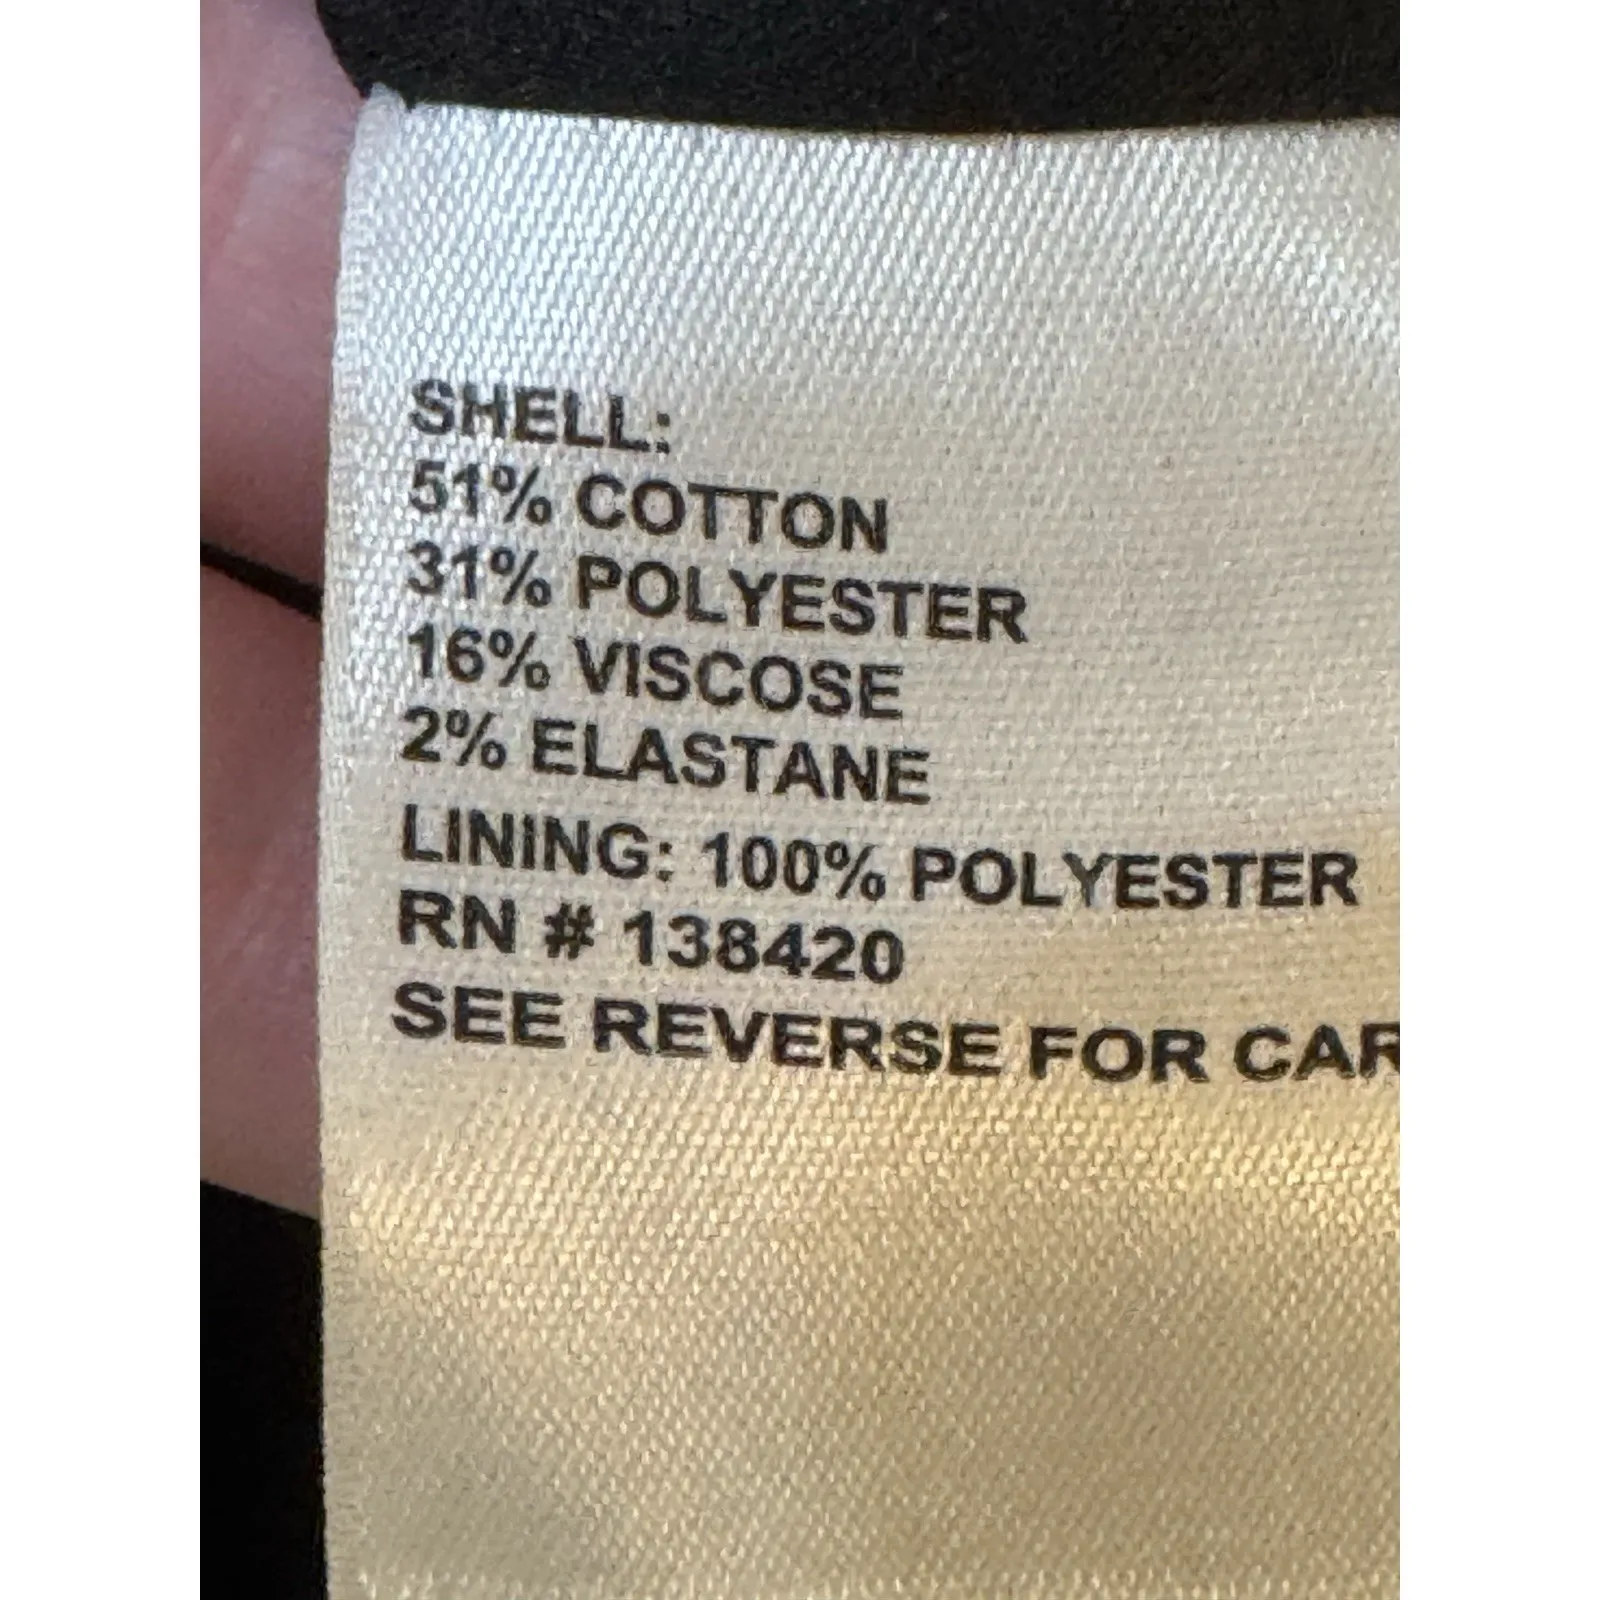 SHELL:
51% COTTON
31% POLYESTER
16% VISCOSE
2% ELASTANE
LINING: 100% POLYESTER
RN # 138420
SEE REVERSE FOR CAR